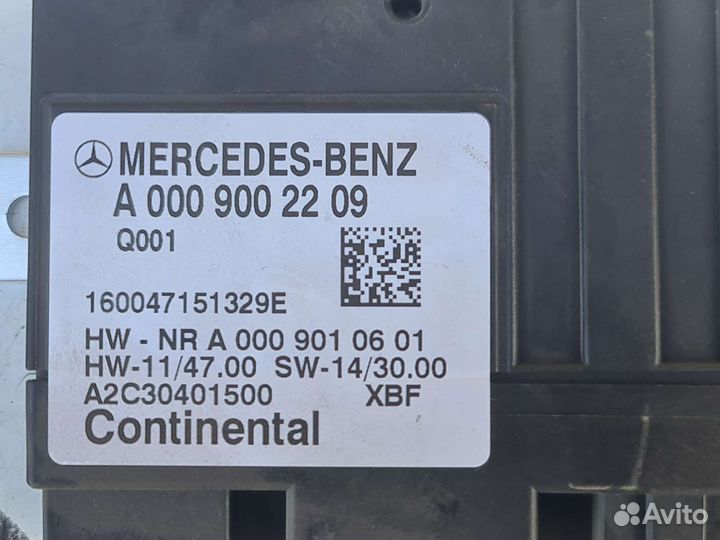 MERCEDES-BENZ
A 000 900 22 09
Q001
160047151329E
HW - NR A 000 901 06 01
HW-11/47.00 SW-14/30.00
A2C30401500 XBF
Continental
Avito